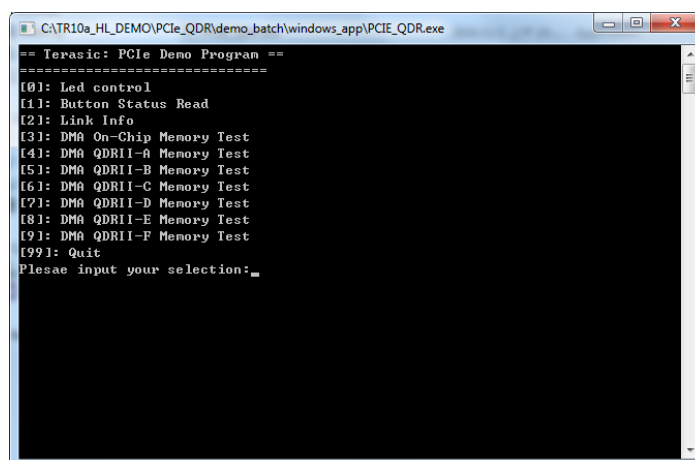 C:\TR10a_HL_DEMO\PCIe_QDR\demo_batch\windows_app\PCIE_QDR.exe
== Terasic: PCIe Demo Program ==
==============================
[0]: Led control
[1]: Button Status Read
[2]: Link Info
[3]: DMA On-Chip Memory Test
[4]: DMA QDRII-A Memory Test
[5]: DMA QDRII-B Memory Test
[6]: DMA QDRII-C Memory Test
[7]: DMA QDRII-D Memory Test
[8]: DMA QDRII-E Memory Test
[9]: DMA QDRII-F Memory Test
[99]: Quit
Plesae input your selection:_